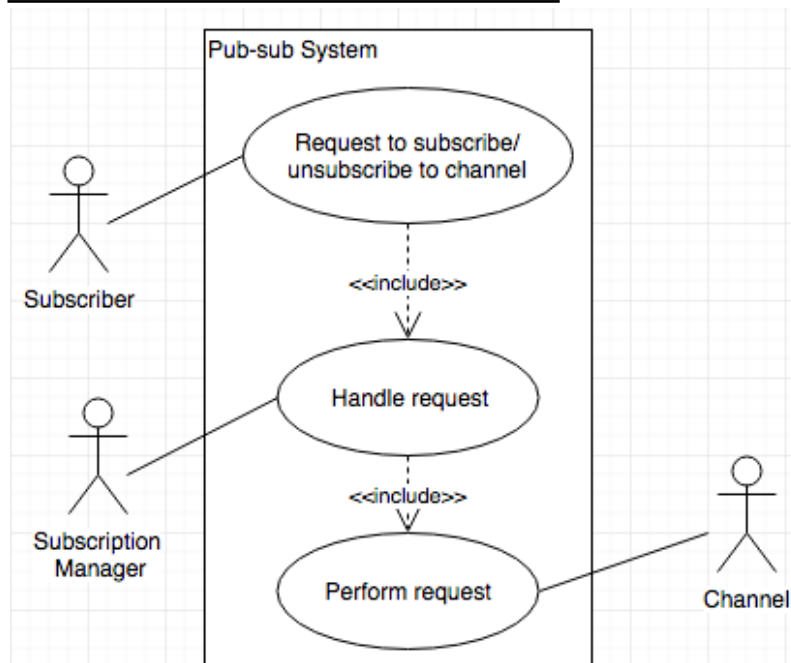 Pub-sub System
Request to subscribe/
unsubscribe to channel
Subscriber
<<include>>
Handle request
Subscription
Manager
<<include>>
Perform request
Channel